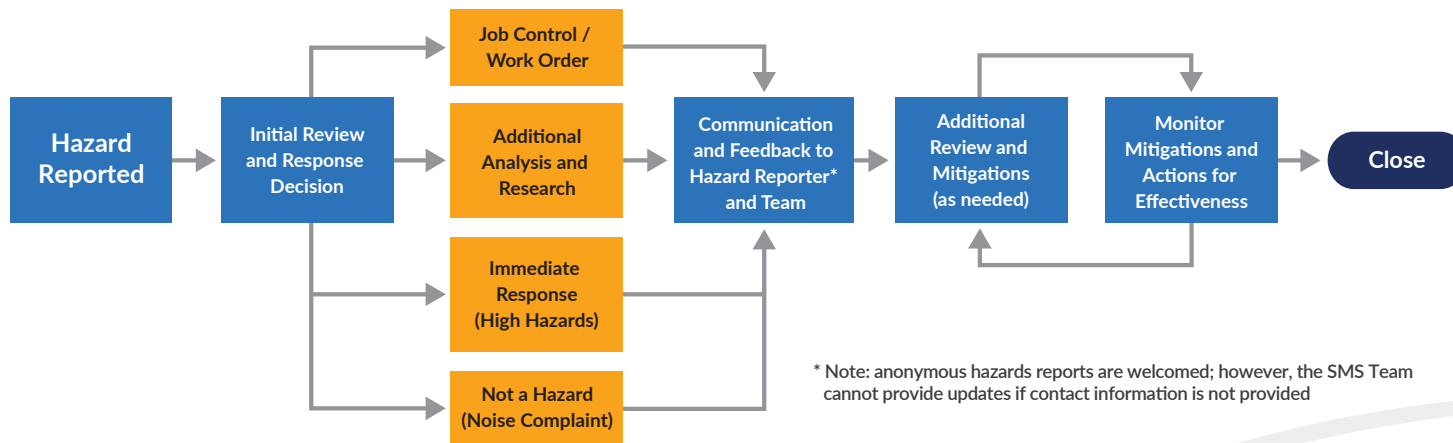 Hazard
Reported
Initial Review
and Response
Decision
Job Control /
Work Order
Additional
Analysis and
Research
Immediate
Response
(High Hazards)
Not a Hazard
(Noise Complaint)
Communication
and Feedback to
Hazard Reporter*
and Team
Additional
Review and
Mitigations
(as needed)
Monitor
Mitigations and
Actions for
Effectiveness
Close
* Note: anonymous hazards reports are welcomed; however, the SMS Team
cannot provide updates if contact information is not provided